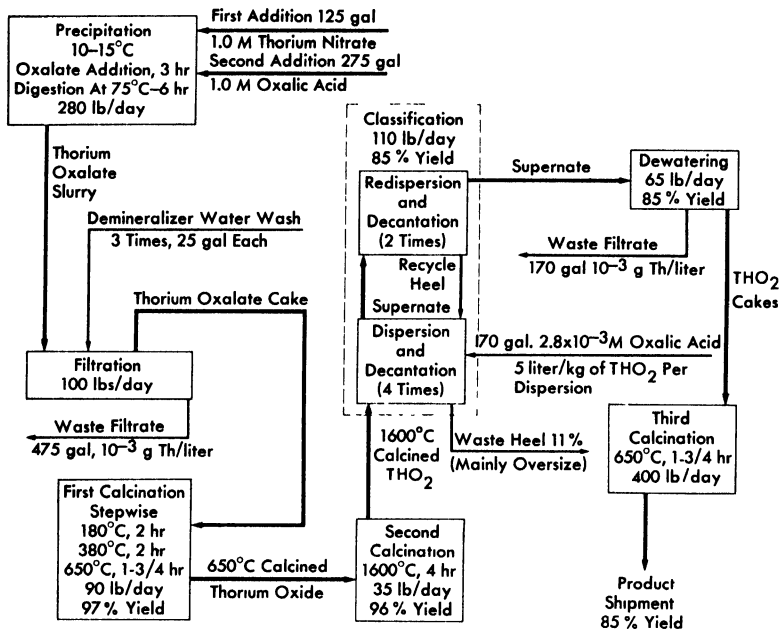 Precipitation
10–15°C
Oxalate Addition, 3 hr
Digestion At 75°C–6 hr
280 lb/day
First Addition 125 gal
1.0 M Thorium Nitrate
Second Addition 275 gal
1.0 M Oxalic Acid
Thorium
Oxalate
Slurry
Demineralizer Water Wash
3 Times, 25 gal Each
Thorium Oxalate Cake
Filtration
100 lbs/day
Waste Filtrate
475 gal, 10⁻³ g Th/liter
First Calcination
Stepwise
180°C, 2 hr
380°C, 2 hr
650°C, 1-3/4 hr
90 lb/day
97% Yield
650°C Calcined
Thorium Oxide
Second
Calcination
1600°C, 4 hr
35 lb/day
96% Yield
1600°C
Calcined
THO₂
Classification
110 lb/day
85% Yield
Redispersion
and
Decantation
(2 Times)
Recycle
Heel
Supernate
Dispersion
and
Decantation
(4 Times)
Supernate
Dewatering
65 lb/day
85% Yield
Waste Filtrate
170 gal 10⁻³ g Th/liter
THO₂
Cakes
170 gal. 2.8x10⁻³M Oxalic Acid
5 liter/kg of THO₂ Per
Dispersion
Waste Heel 11%
(Mainly Oversize)
Third
Calcination
650°C, 1-3/4 hr
400 lb/day
Product
Shipment
85% Yield